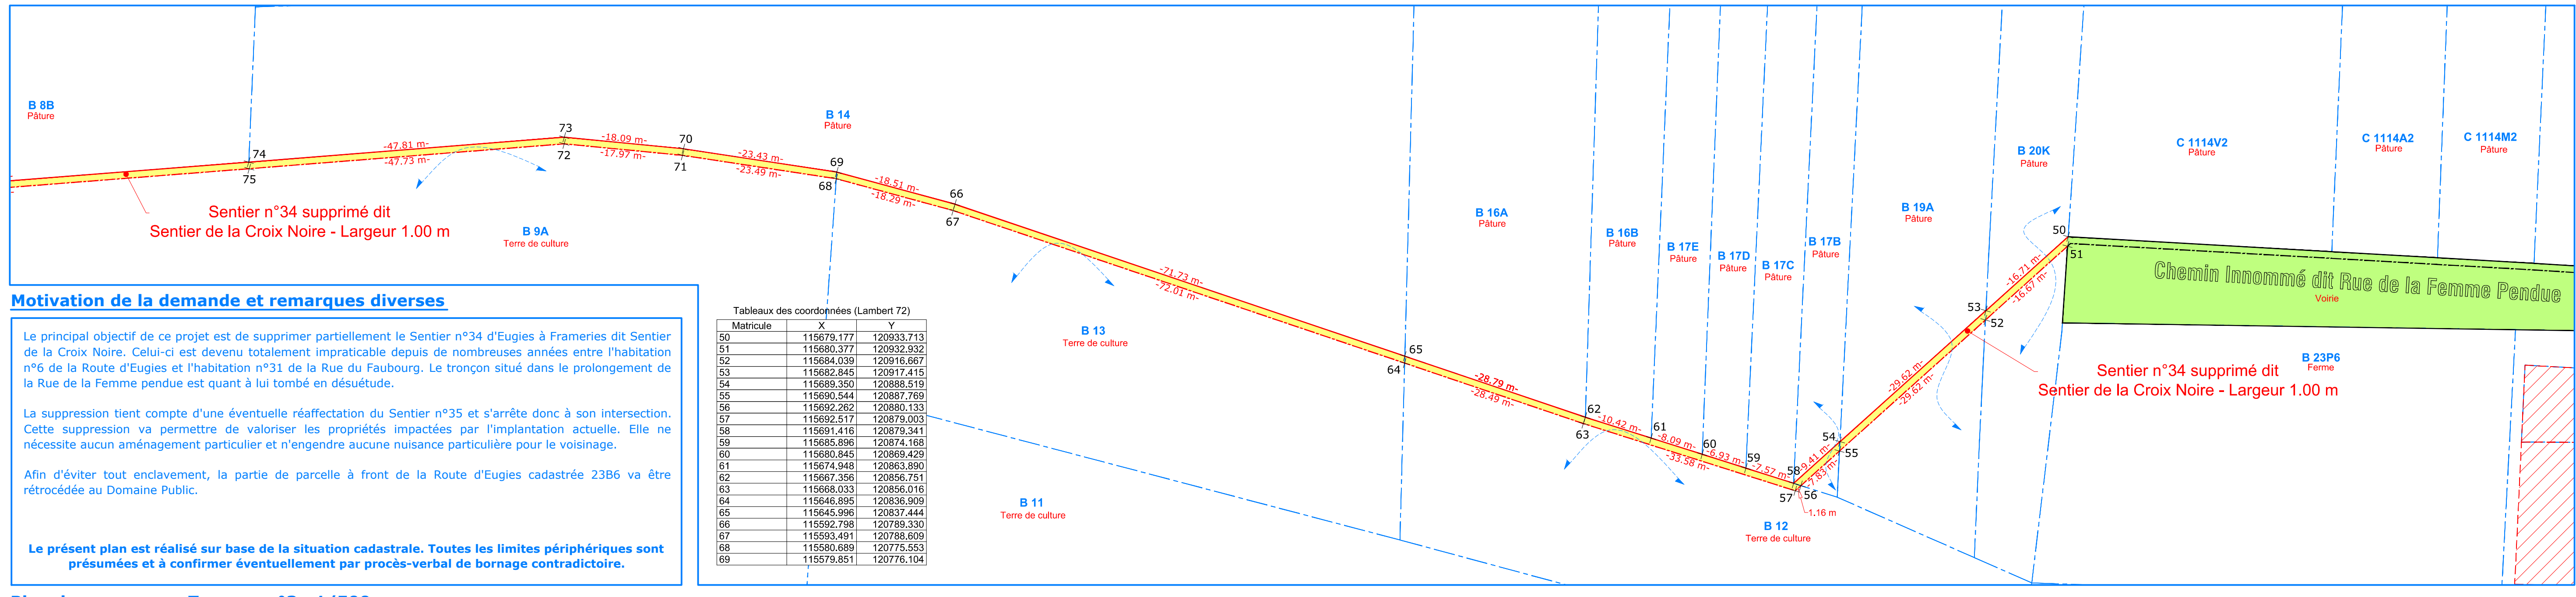 B 8B
Pâture
74
75
-47.81 m-
-47.73 m-
73
72
-18.09 m-
-17.97 m-
70
71
-23.43 m-
-23.49 m-
B 14
Pâture
69
68
-18.51 m-
-18.29 m-
66
67
Sentier n°34 supprimé dit
Sentier de la Croix Noire - Largeur 1.00 m
B 9A
Terre de culture
-71.73 m-
-72.01 m-
B 13
Terre de culture
B 11
Terre de culture
65
64
B 16A
Pâture
-28.79 m-
-28.49 m-
62
63
B 16B
Pâture
-10.42 m-
61
B 17E
Pâture
-8.09 m-
-33.58 m-
60
B 17D
Pâture
-6.93 m-
59
B 17C
Pâture
-7.57 m-
58
57
56
-1.16 m
B 17B
Pâture
-9.41 m-
-7.83 m-
54
55
B 12
Terre de culture
B 19A
Pâture
-29.62 m-
-29.62 m-
53
52
B 20K
Pâture
-16.71 m-
-16.67 m-
50
51
C 1114V2
Pâture
C 1114A2
Pâture
C 1114M2
Pâture
Chemin Innommé dit Rue de la Femme Pendue
Voirie
B 23P6
Ferme
Sentier n°34 supprimé dit
Sentier de la Croix Noire - Largeur 1.00 m
Motivation de la demande et remarques diverses
Le principal objectif de ce projet est de supprimer partiellement le Sentier n°34 d'Eugies à Frameries dit Sentier
de la Croix Noire. Celui-ci est devenu totalement impraticable depuis de nombreuses années entre l'habitation
n°6 de la Route d'Eugies et l'habitation n°31 de la Rue du Faubourg. Le tronçon situé dans le prolongement de
la Rue de la Femme pendue est quant à lui tombé en désuétude.
La suppression tient compte d'une éventuelle réaffectation du Sentier n°35 et s'arrête donc à son intersection.
Cette suppression va permettre de valoriser les propriétés impactées par l'implantation actuelle. Elle ne
nécessite aucun aménagement particulier et n'engendre aucune nuisance particulière pour le voisinage.
Afin d'éviter tout enclavement, la partie de parcelle à front de la Route d'Eugies cadastrée 23B6 va être
rétrocédée au Domaine Public.
Le présent plan est réalisé sur base de la situation cadastrale. Toutes les limites périphériques sont
présumées et à confirmer éventuellement par procès-verbal de bornage contradictoire.
Tableaux des coordonnées (Lambert 72)
Matricule X Y
50 115679.177 120933.713
51 115680.377 120932.932
52 115684.039 120916.667
53 115682.845 120917.415
54 115689.350 120888.519
55 115690.544 120887.769
56 115692.262 120880.133
57 115692.517 120879.003
58 115691.416 120879.341
59 115685.896 120874.168
60 115680.845 120869.429
61 115674.948 120863.890
62 115667.356 120856.751
63 115668.033 120856.016
64 115646.895 120836.909
65 115645.996 120837.444
66 115592.798 120789.330
67 115593.491 120788.609
68 115580.689 120775.553
69 115579.851 120776.104